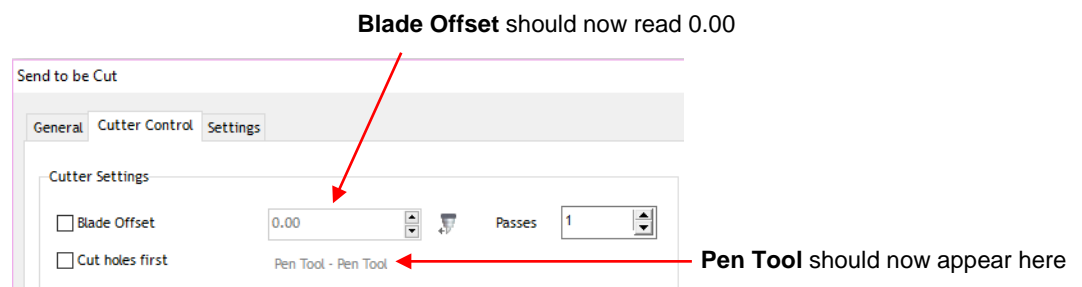 Blade Offset should now read 0.00
Send to be Cut
General Cutter Control Settings
Cutter Settings
Blade Offset 0.00 Passes 1
Cut holes first Pen Tool - Pen Tool Pen Tool should now appear here